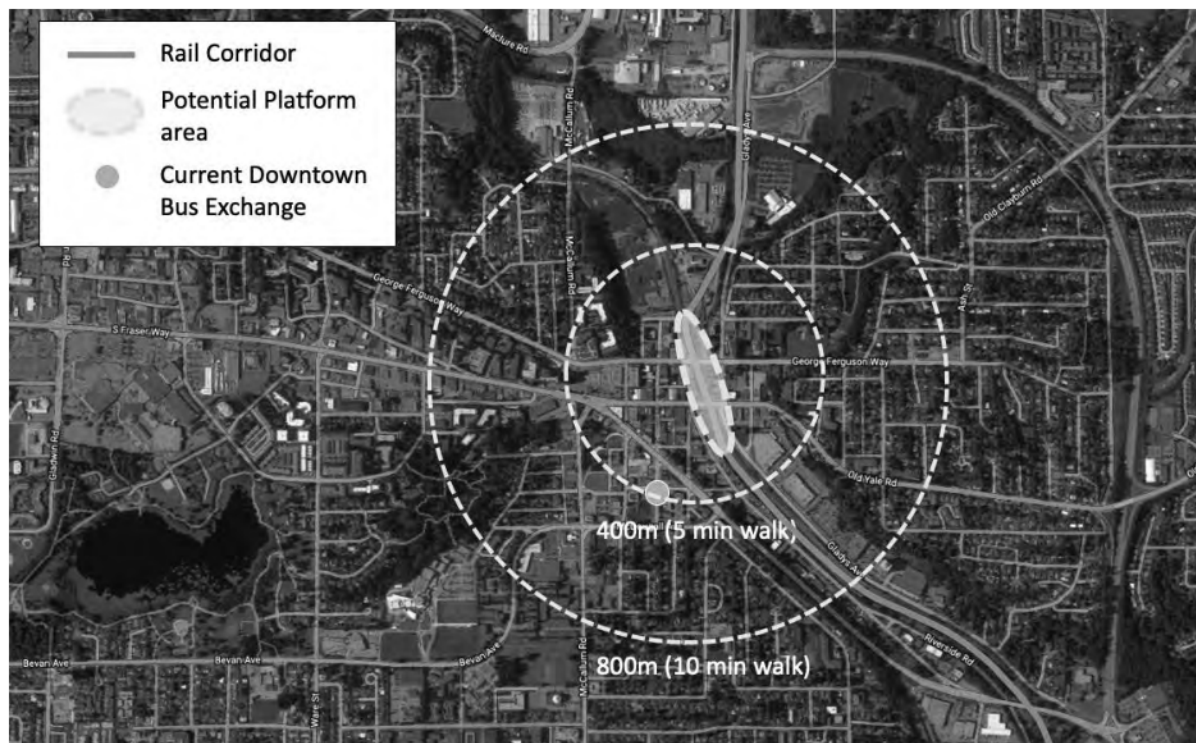 Rail Corridor
Potential Platform
area
Current Downtown
Bus Exchange
Maclure Rd
McCallum Rd
Gladys Ave
Old Clayburn Rd
McCallum Rd
George Ferguson Way
Ash St
S Fraser Way
George Ferguson Way
Gladwin Rd
Old Yale Rd
400m (5 min walk)
Gladys Av
Riverside Rd
Bevan Ave
Bevan Ave
Bevan Ave
800m (10 min walk)
McCallum Rd
Ware St